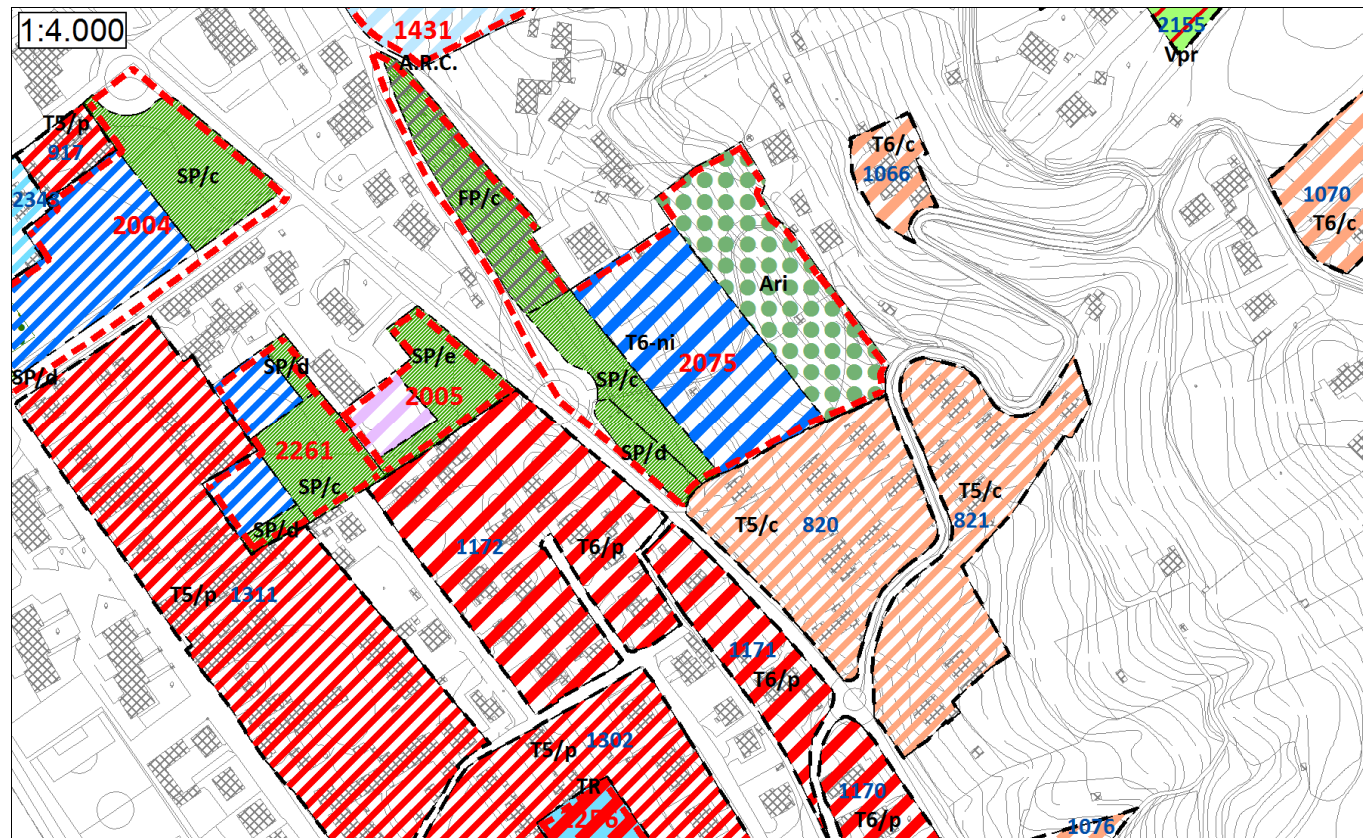 1:4.000
1431
A.R.C.
2155
Vpr
T5/p
917
SP/c
2004
T6/c
1066
1070
T6/c
FP/c
Ari
T6-ni
2075
SP/d
SP/d
SP/e
2005
SP/c
2261
SP/c
SP/d
SP/d
T5/c
820
T5/c
821
1172
T6/p
T5/p
1311
1171
T6/p
T5/p
1302
TR
1170
T6/p
1076